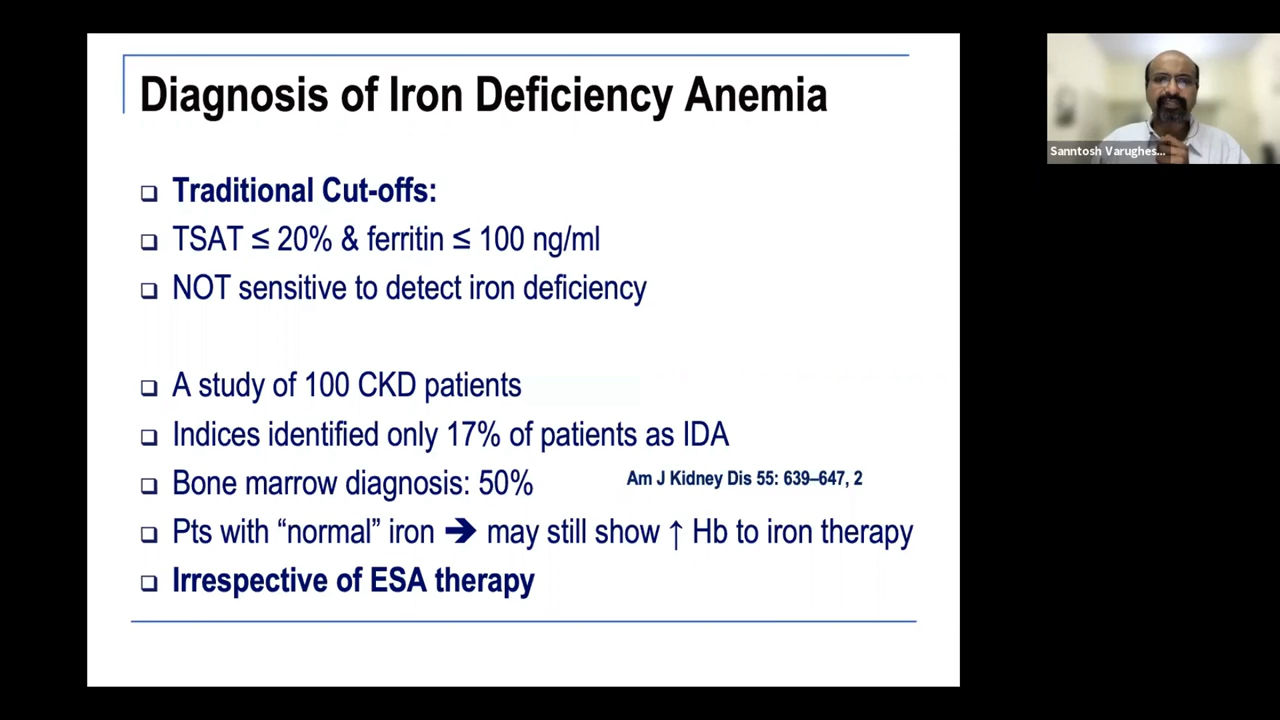 Diagnosis of Iron Deficiency Anemia
Traditional Cut-offs:
TSAT ≤ 20% & ferritin ≤ 100 ng/ml
NOT sensitive to detect iron deficiency
A study of 100 CKD patients
Indices identified only 17% of patients as IDA
Bone marrow diagnosis: 50%
Am J Kidney Dis 55: 639–647, 2
Pts with “normal” iron ➔ may still show ↑ Hb to iron therapy
Irrespective of ESA therapy
Sanntosh Varughes...